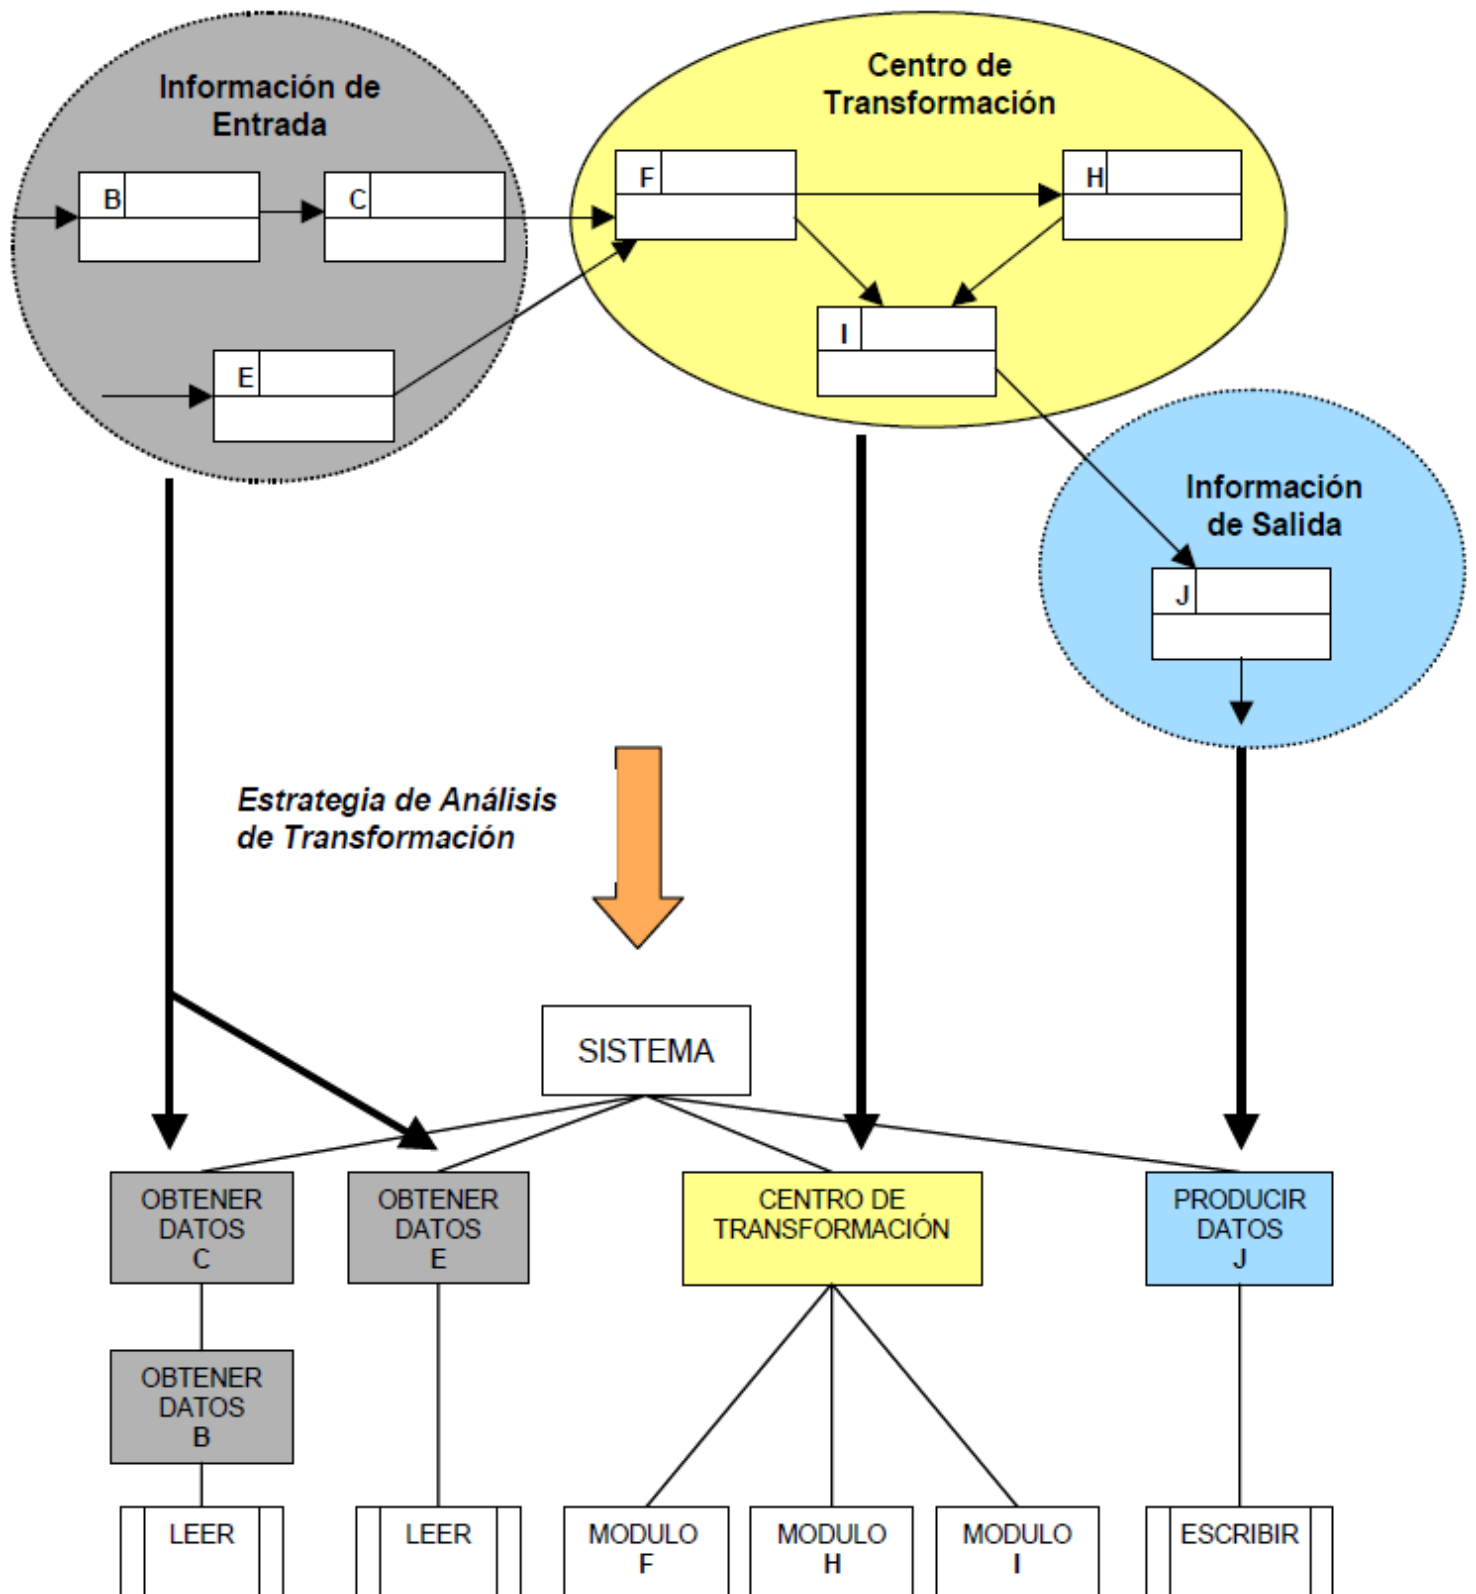 Información de
Entrada
Centro de
Transformación
B
C
F
H
I
E
Información
de Salida
J
Estrategia de Análisis
de Transformación
SISTEMA
OBTENER
DATOS
C
OBTENER
DATOS
E
CENTRO DE
TRANSFORMACIÓN
PRODUCIR
DATOS
J
OBTENER
DATOS
B
LEER
LEER
MODULO
F
MODULO
H
MODULO
I
ESCRIBIR